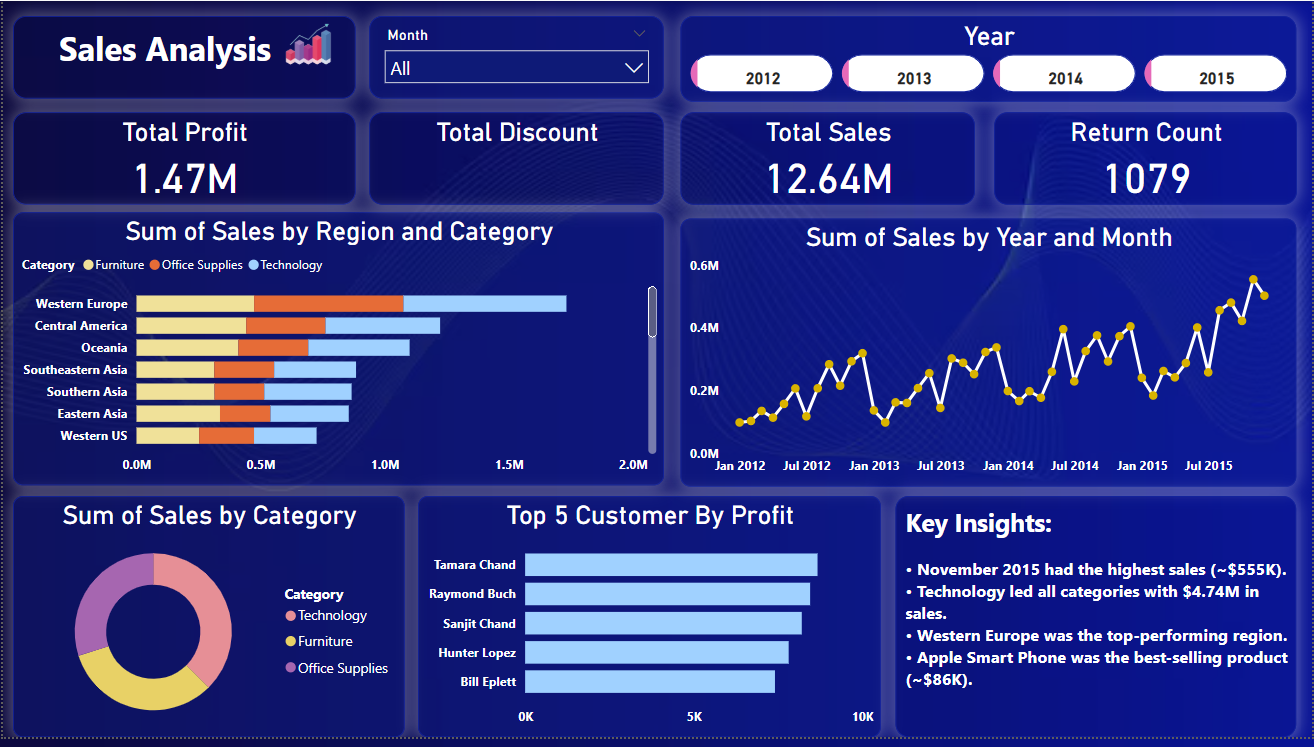 Sales Analysis
Month
All
Year
2012
2013
2014
2015
Total Profit
1.47M
Total Discount
Total Sales
12.64M
Return Count
1079
Sum of Sales by Region and Category
Category Furniture Office Supplies Technology
Western Europe
Central America
Oceania
Southeastern Asia
Southern Asia
Eastern Asia
Western US
0.0M 0.5M 1.0M 1.5M 2.0M
Sum of Sales by Year and Month
0.6M
0.4M
0.2M
0.0M
Jan 2012 Jul 2012 Jan 2013 Jul 2013 Jan 2014 Jul 2014 Jan 2015 Jul 2015
Sum of Sales by Category
Category
Technology
Furniture
Office Supplies
Top 5 Customer By Profit
Tamara Chand
Raymond Buch
Sanjit Chand
Hunter Lopez
Bill Eplett
0K 5K 10K
Key Insights:
• November 2015 had the highest sales (~$555K).
• Technology led all categories with $4.74M in
sales.
• Western Europe was the top-performing region.
• Apple Smart Phone was the best-selling product
(~$86K).